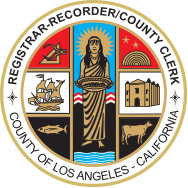 REGISTRAR-RECORDER/COUNTY CLERK
COUNTY OF LOS ANGELES - CALIFORNIA